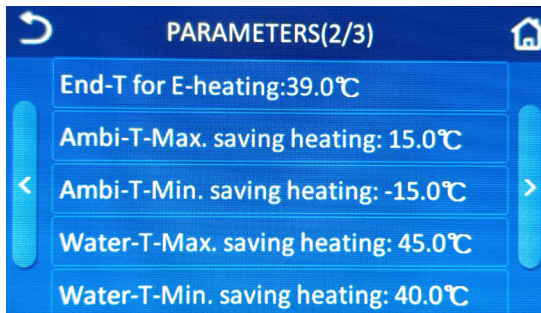 PARAMETERS(2/3)
End-T for E-heating:39.0℃
Ambi-T-Max. saving heating: 15.0℃
Ambi-T-Min. saving heating: -15.0℃
Water-T-Max. saving heating: 45.0℃
Water-T-Min. saving heating: 40.0℃